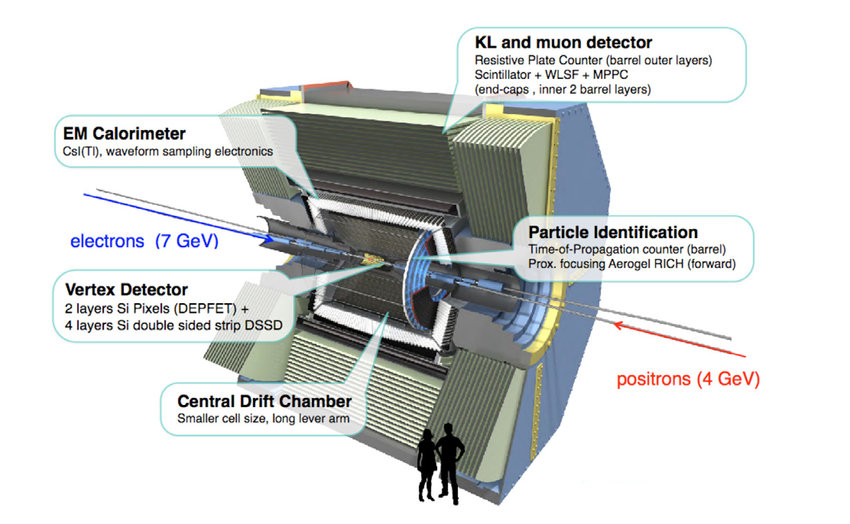 KL and muon detector
Resistive Plate Counter (barrel outer layers)
Scintillator + WLSF + MPPC
(end-caps , inner 2 barrel layers)
EM Calorimeter
CsI(Tl), waveform sampling electronics
electrons (7 GeV)
Particle Identification
Time-of-Propagation counter (barrel)
Prox. focusing Aerogel RICH (forward)
Vertex Detector
2 layers Si Pixels (DEPFET) +
4 layers Si double sided strip DSSD
positrons (4 GeV)
Central Drift Chamber
Smaller cell size, long lever arm